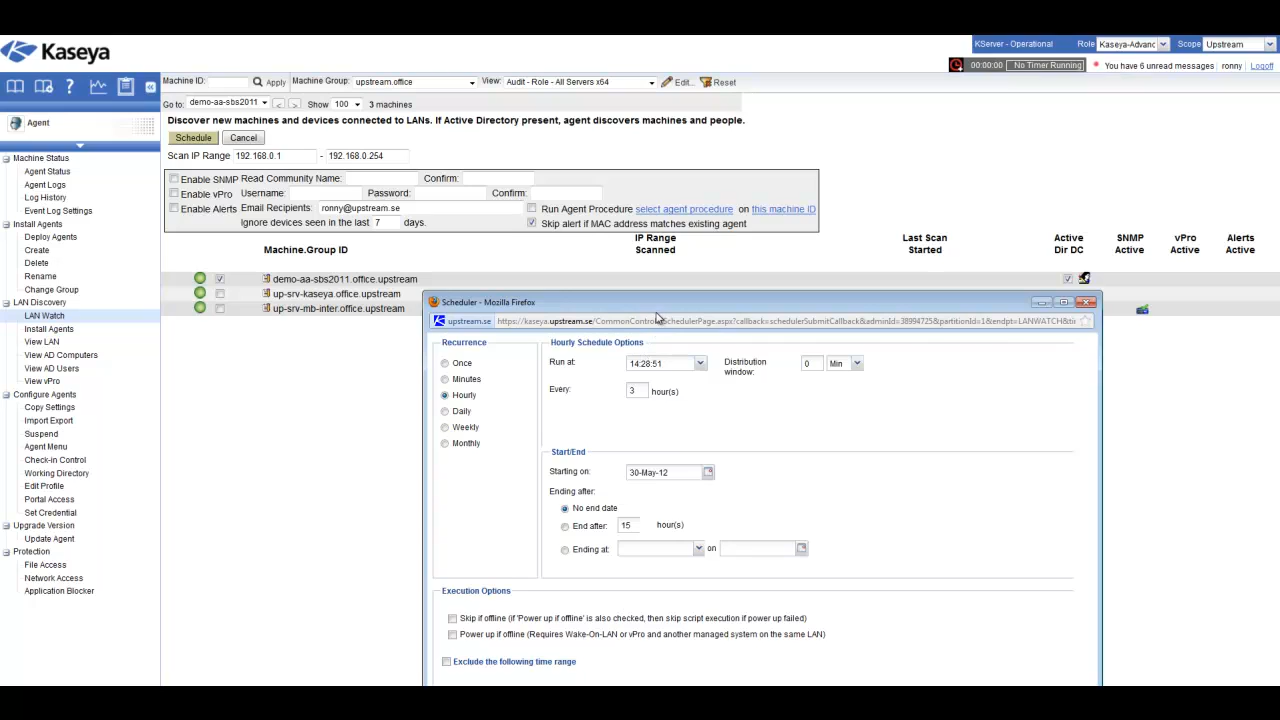 Kaseya
KServer - Operational Role Kaseya-Advanc Scope Upstream
00:00:00 No Timer Running * You have 6 unread messages ronny Logoff
Machine ID: Apply Machine Group: upstream.office View: Audit - Role - All Servers x64 Edit... Reset
Go to: demo-aa-sbs2011 < > Show 100 3 machines
Discover new machines and devices connected to LANs. If Active Directory present, agent discovers machines and people.
Schedule Cancel
Scan IP Range 192.168.0.1 - 192.168.0.254
Enable SNMP Read Community Name: Confirm:
Enable vPro Username: Password: Confirm:
Enable Alerts Email Recipients: ronny@upstream.se Run Agent Procedure select agent procedure on this machine ID
Ignore devices seen in the last 7 days. Skip alert if MAC address matches existing agent
Machine.Group ID IP Range Scanned Last Scan Started Active Dir DC SNMP Active vPro Active Alerts Active
demo-aa-sbs2011.office.upstream
up-srv-kaseya.office.upstream
up-srv-mb-inter.office.upstream
Agent
Machine Status
Agent Status
Agent Logs
Log History
Event Log Settings
Install Agents
Deploy Agents
Create
Delete
Rename
Change Group
LAN Discovery
LAN Watch
Install Agents
View LAN
View AD Computers
View AD Users
View vPro
Configure Agents
Copy Settings
Import Export
Suspend
Agent Menu
Check-in Control
Working Directory
Edit Profile
Portal Access
Set Credential
Upgrade Version
Update Agent
Protection
File Access
Network Access
Application Blocker
Scheduler - Mozilla Firefox
upstream.se
Recurrence
Once
Minutes
Hourly
Daily
Weekly
Monthly
Hourly Schedule Options
Run at: 14:28:51 Distribution window: 0 Min
Every: 3 hour(s)
Start/End
Starting on: 30-May-12
Ending after:
No end date
End after: 15 hour(s)
Ending at: on
Execution Options
Skip if offline (if 'Power up if offline' is also checked, then skip script execution if power up failed)
Power up if offline (Requires Wake-On-LAN or vPro and another managed system on the same LAN)
Exclude the following time range